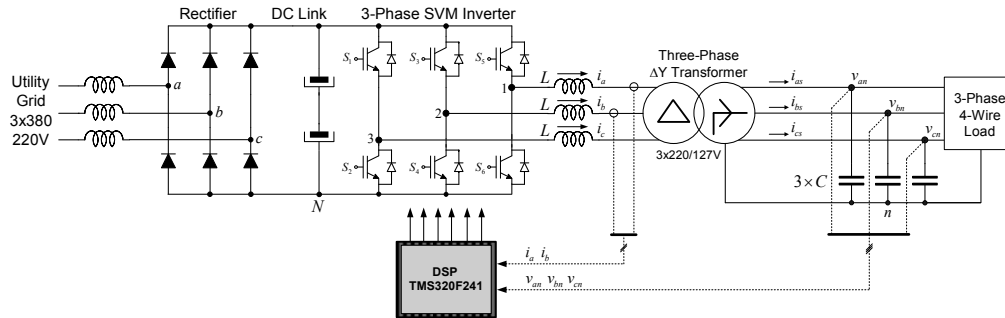 Rectifier DC Link 3-Phase SVM Inverter
Utility
Grid
3x380
220V
a
b
c
N
S1
S3
S5
S2
S4
S6
1
2
3
L
ia
L
ib
L
ic
Three-Phase
ΔY Transformer
Δ
3x220/127V
ias
ibs
ics
van
vbn
vcn
3-Phase
4-Wire
Load
3 × C
n
DSP
TMS320F241
ia ib
van vbn vcn